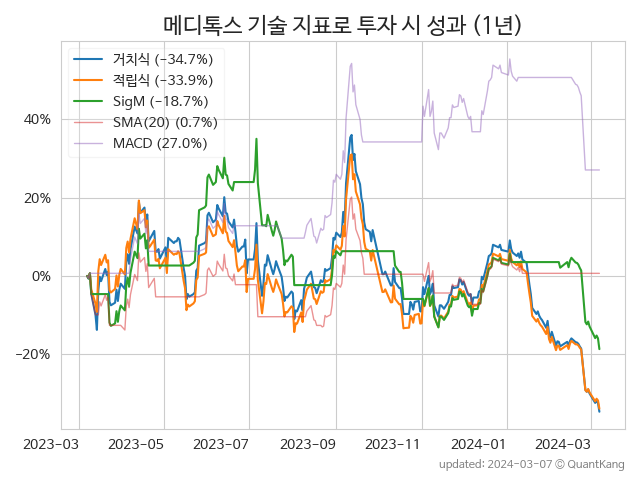 메디톡스 기술 지표로 투자 시 성과 (1년)
거치식 (−34.7%)
적립식 (−33.9%)
SigM (−18.7%)
SMA(20) (0.7%)
MACD (27.0%)
40%
20%
0%
−20%
2023−03 2023−05 2023−07 2023−09 2023−11 2024−01 2024−03
updated: 2024−03−07 © QuantKang